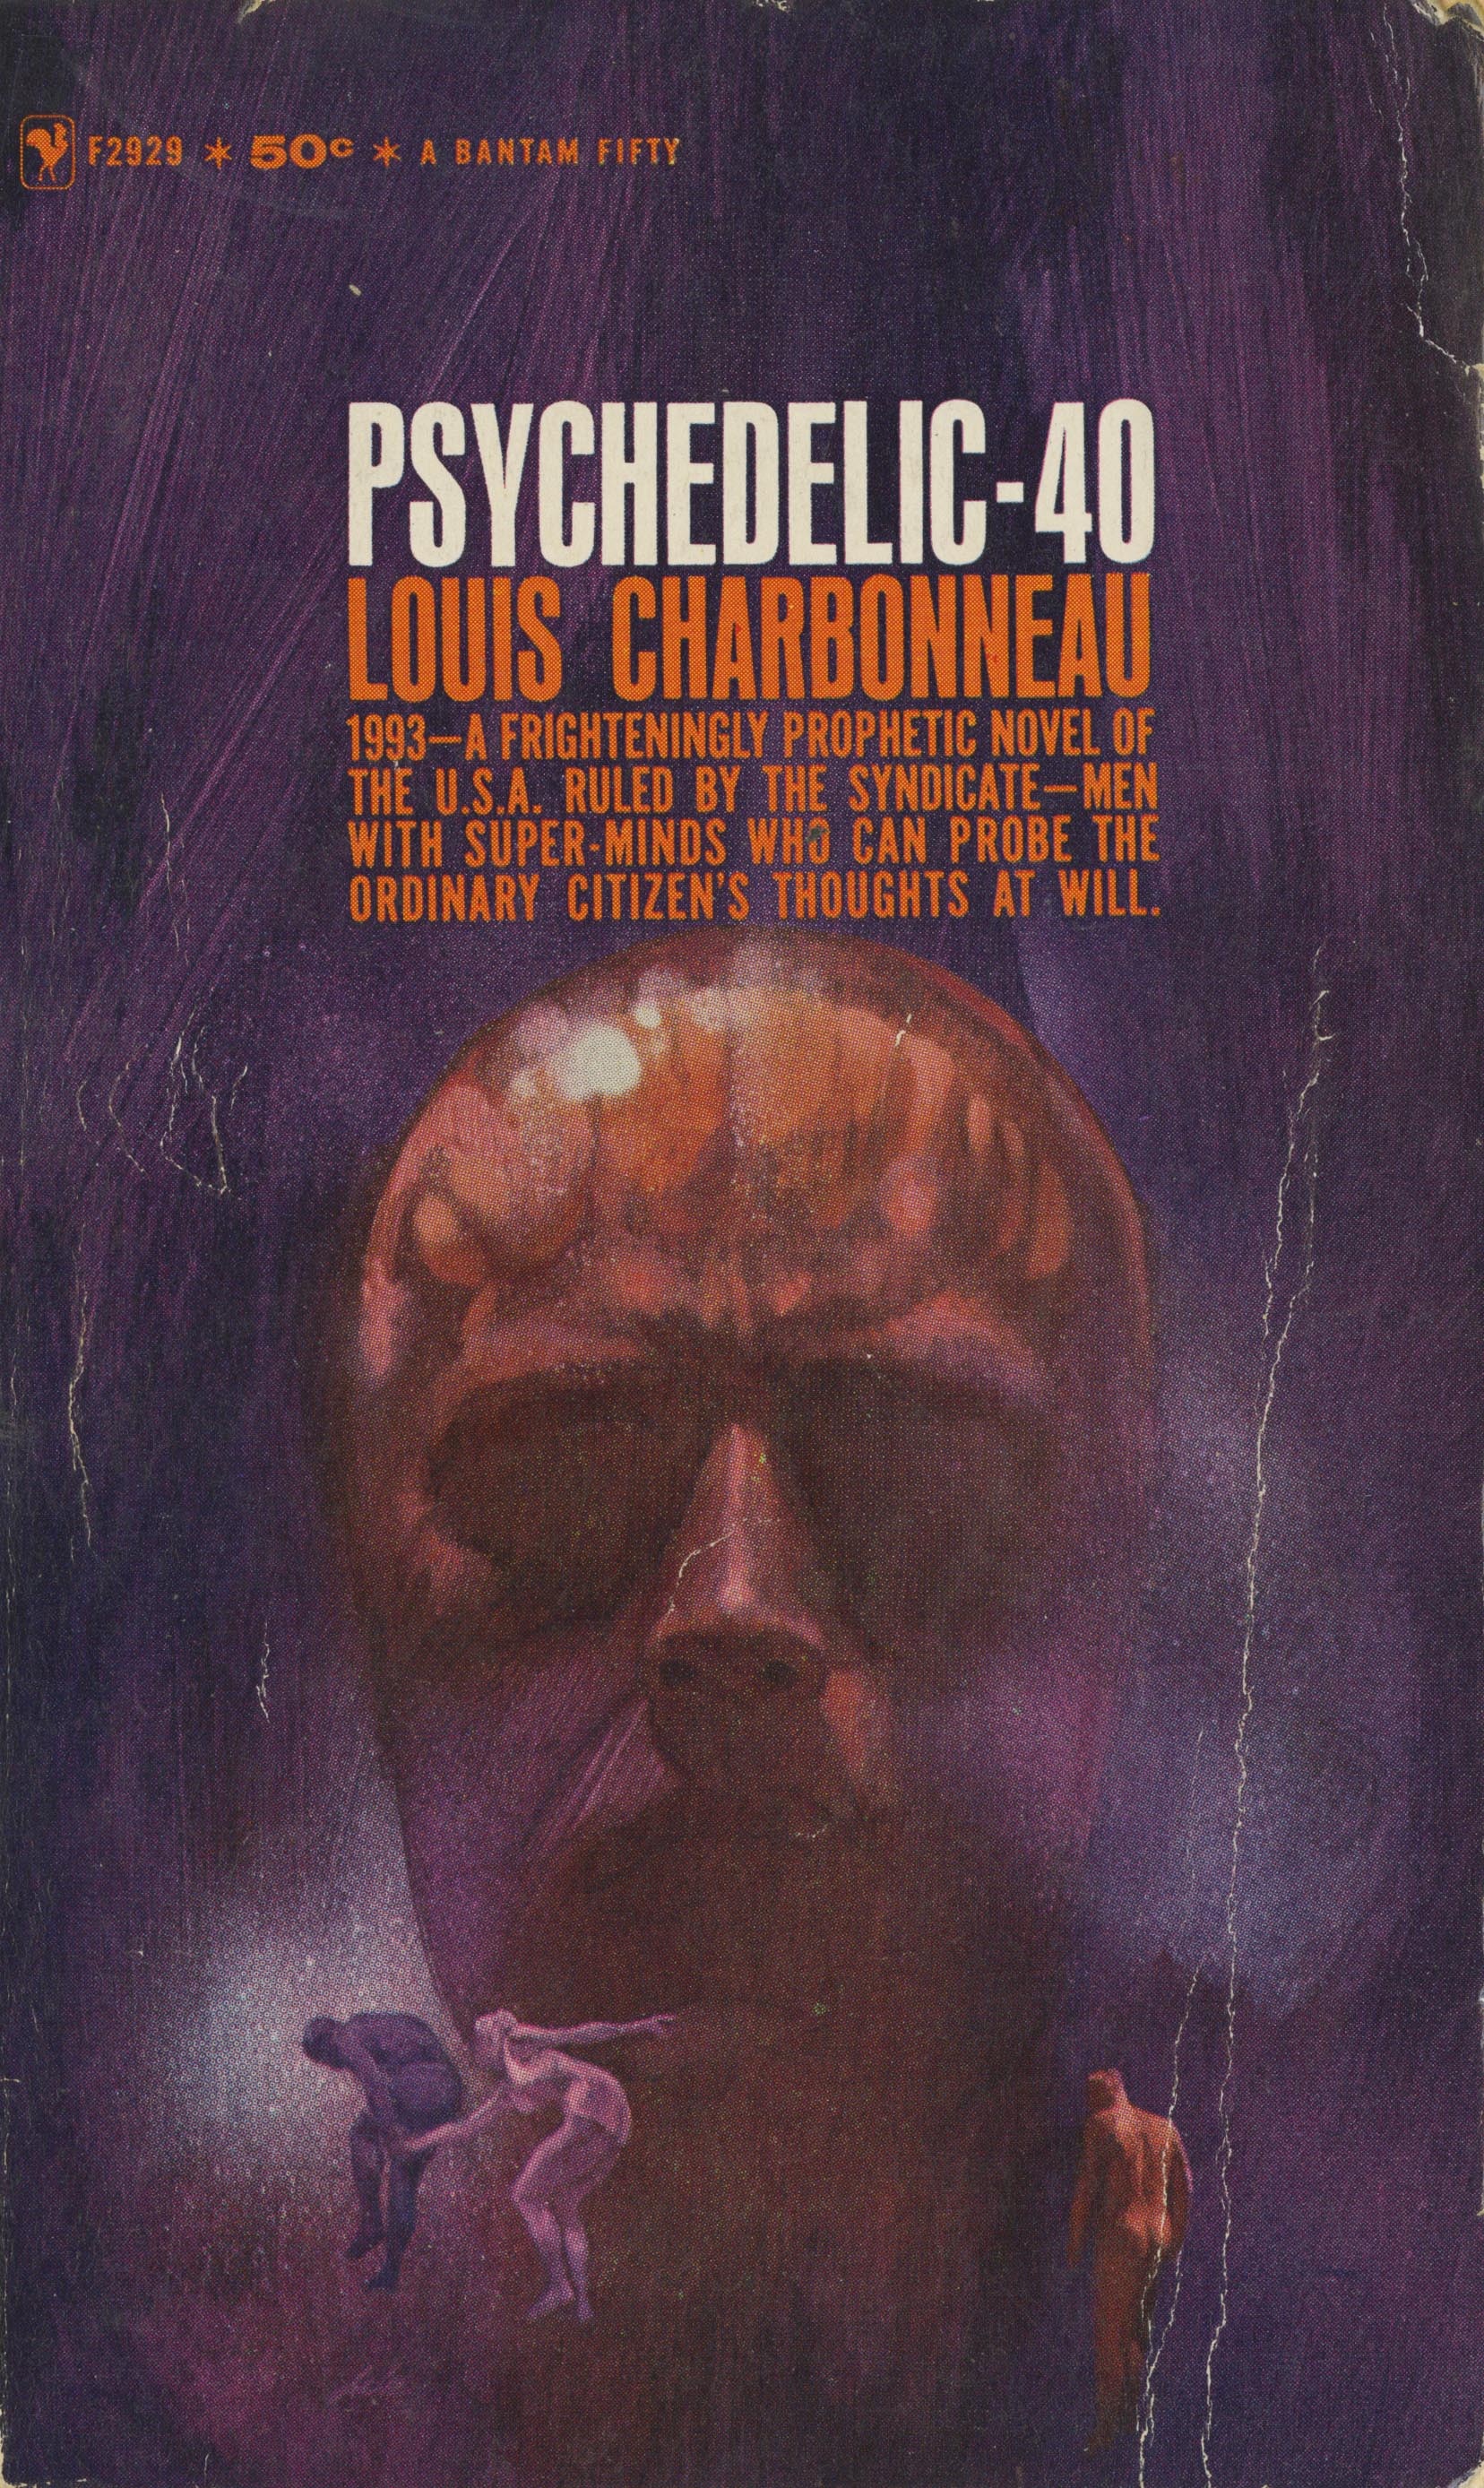 F2929 * 50¢ * A BANTAM FIFTY
PSYCHEDELIC-40
LOUIS CHARBONNEAU
1993—A FRIGHTENINGLY PROPHETIC NOVEL OF
THE U.S.A. RULED BY THE SYNDICATE—MEN
WITH SUPER-MINDS WHO CAN PROBE THE
ORDINARY CITIZEN'S THOUGHTS AT WILL.